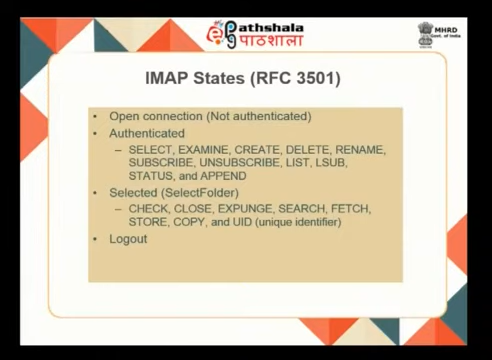 ePathshala
पाठशाला
MHRD
Govt. of India
IMAP States (RFC 3501)
• Open connection (Not authenticated)
• Authenticated
– SELECT, EXAMINE, CREATE, DELETE, RENAME,
SUBSCRIBE, UNSUBSCRIBE, LIST, LSUB,
STATUS, and APPEND
• Selected (SelectFolder)
– CHECK, CLOSE, EXPUNGE, SEARCH, FETCH,
STORE, COPY, and UID (unique identifier)
• Logout